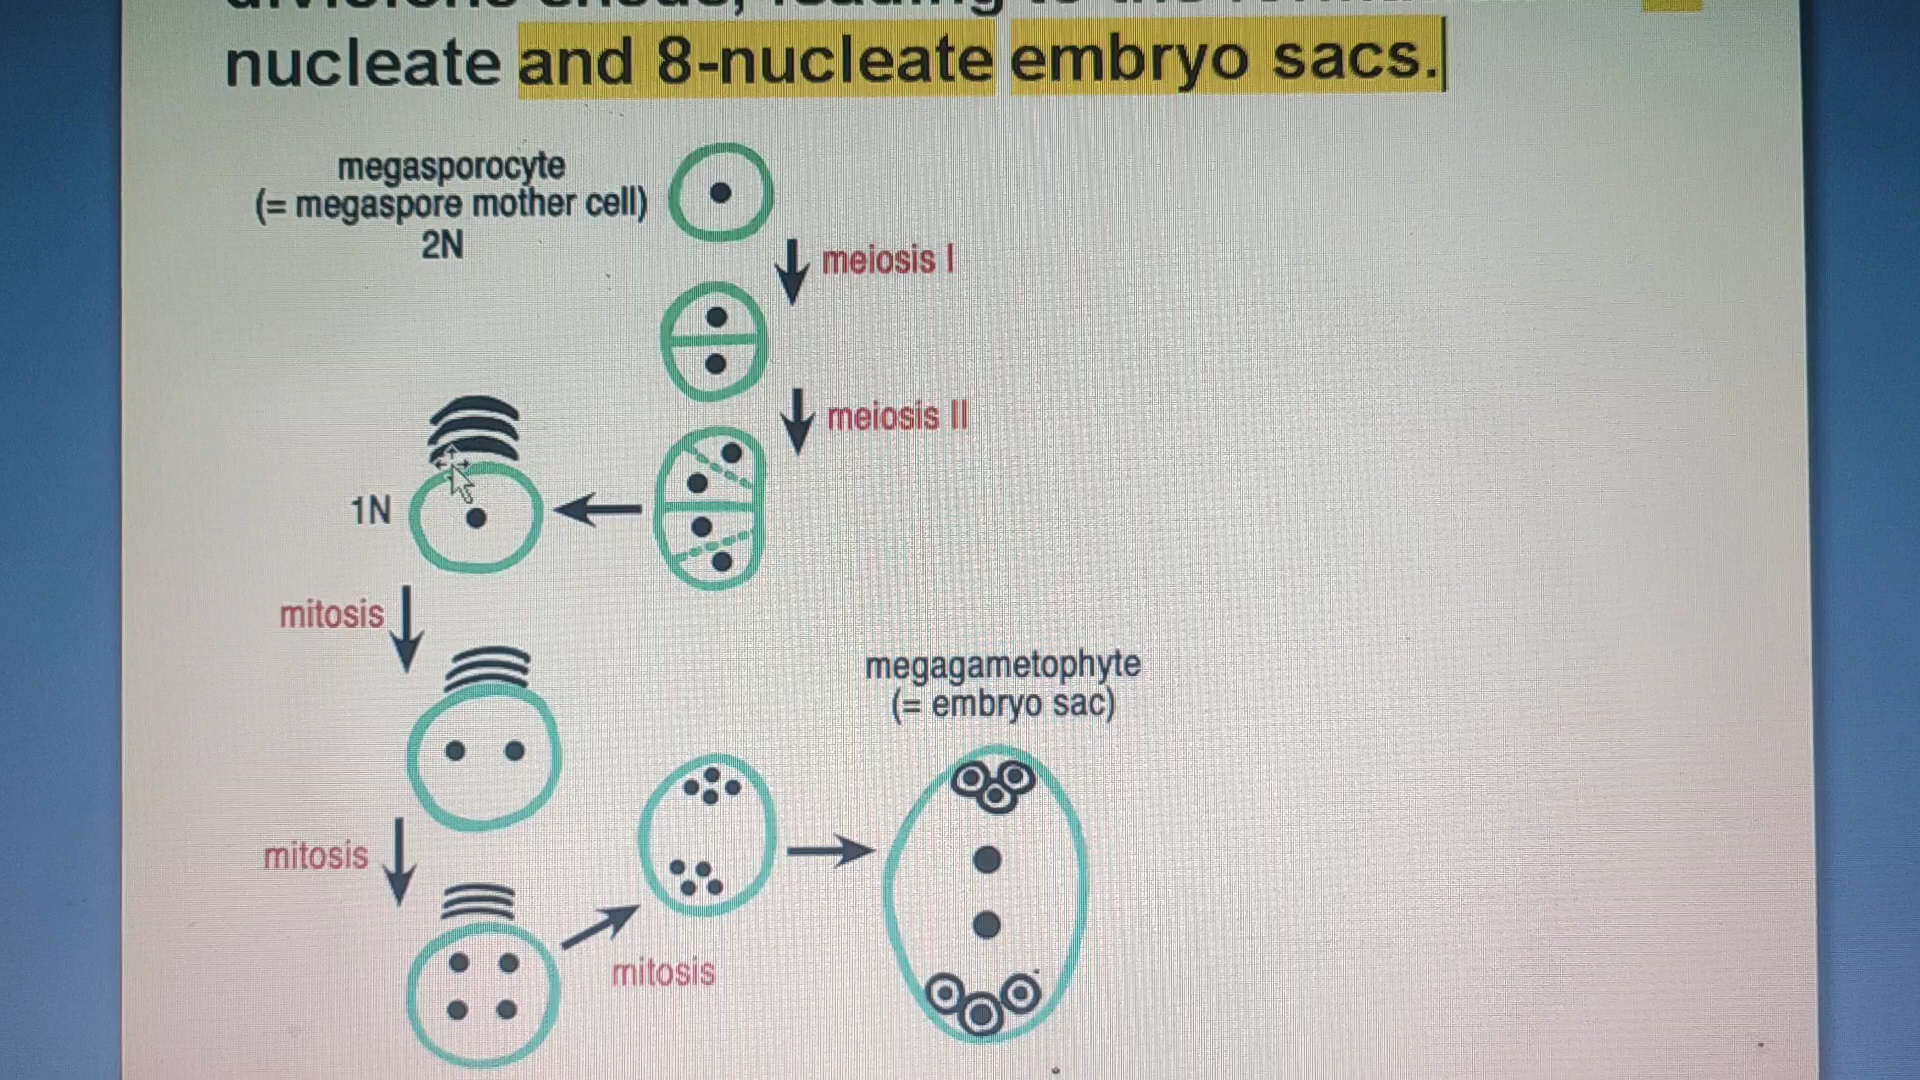 nucleate and 8-nucleate embryo sacs.
megasporocyte
(= megaspore mother cell)
2N
meiosis I
meiosis II
1N
mitosis
megagametophyte
(= embryo sac)
mitosis
mitosis